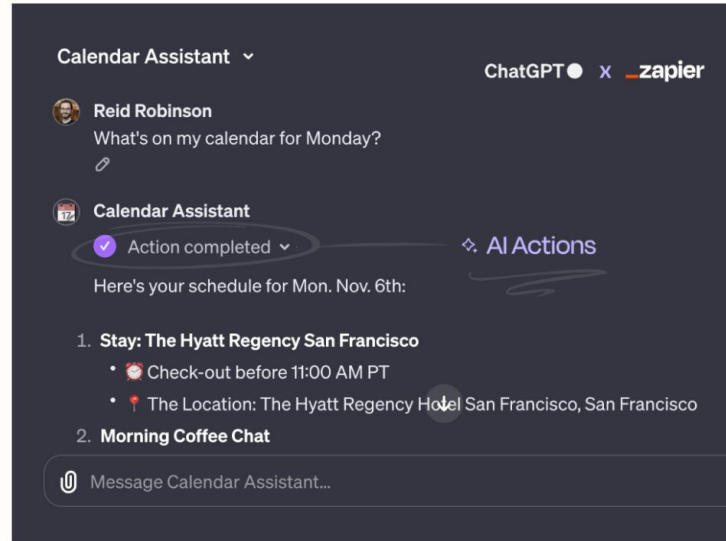 Calendar Assistant
ChatGPT x _zapier
Reid Robinson
What's on my calendar for Monday?
17
Calendar Assistant
Action completed
AI Actions
Here's your schedule for Mon. Nov. 6th:
1. Stay: The Hyatt Regency San Francisco
• ⏰ Check-out before 11:00 AM PT
• 📍 The Location: The Hyatt Regency Hotel San Francisco, San Francisco
2. Morning Coffee Chat
Message Calendar Assistant...